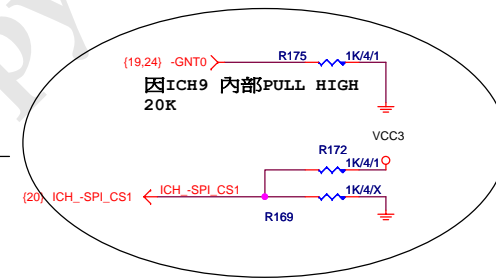 {19,24} -GNT0 R175 1K/4/1
因ICH9 內部PULL HIGH
20K
VCC3
R172
1K/4/1
{20} ICH_-SPI_CS1 ICH_-SPI_CS1 1K/4/X
R169